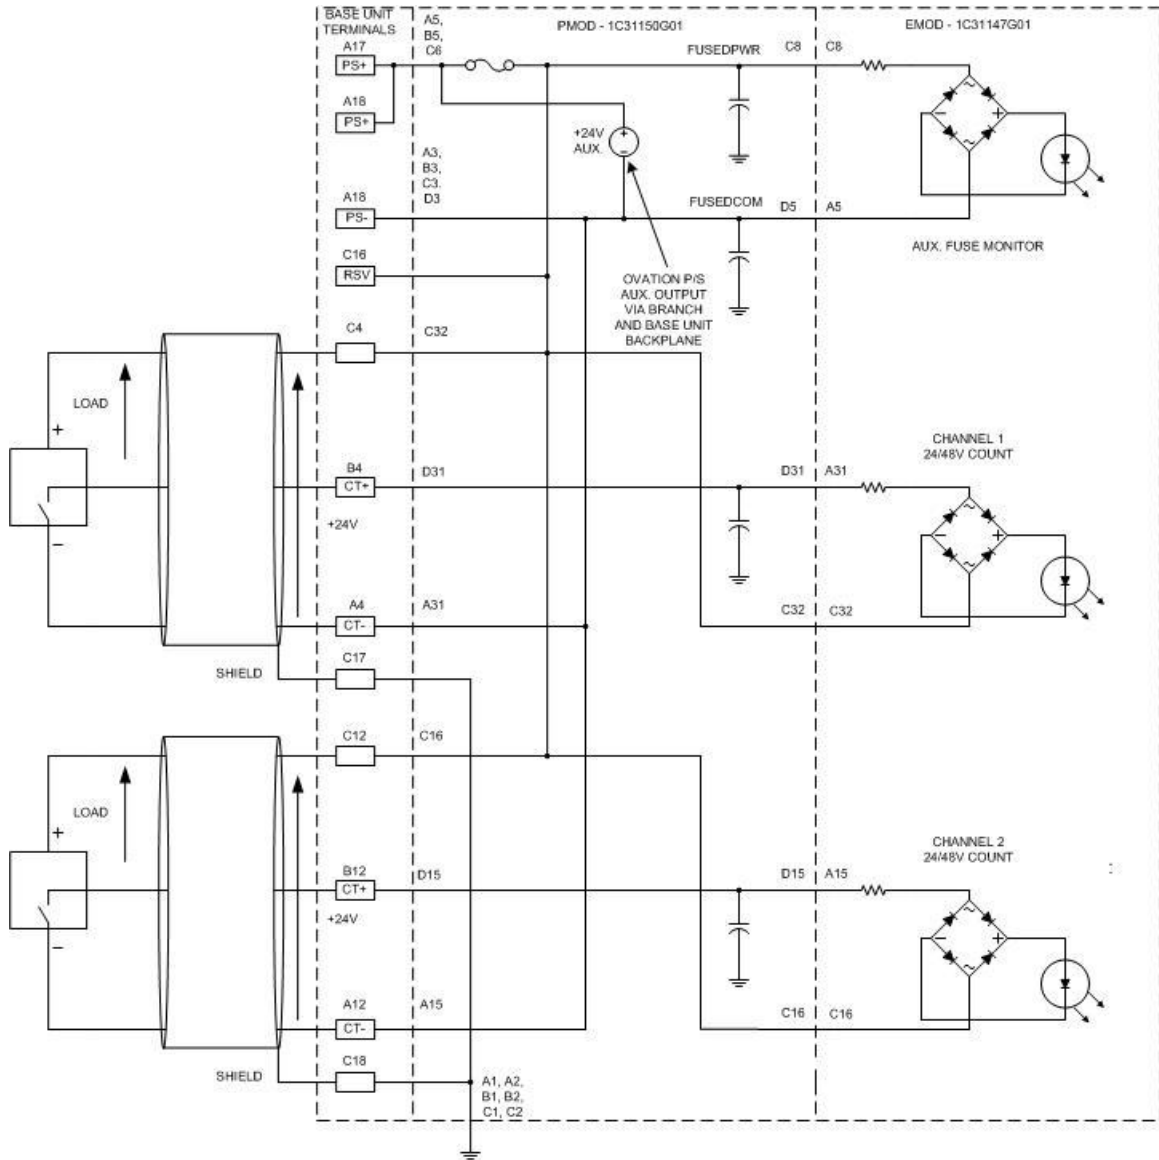 BASE UNIT
TERMINALS
A5,
B5,
C6
PMOD - 1C31150G01
EMOD - 1C31147G01
A17
PS+
FUSEDPWR
C8
C8
A18
PS+
+24V
AUX.
+
−
~
−
+
~
A3,
B3,
C3.
D3
A18
PS-
FUSEDCOM
D5
A5
AUX. FUSE MONITOR
C16
RSV
OVATION P/S
AUX. OUTPUT
VIA BRANCH
AND BASE UNIT
BACKPLANE
C4
C32
LOAD
+
−
CHANNEL 1
24/48V COUNT
B4
CT+
D31
D31
A31
+24V
~
−
+
~
A4
CT-
A31
C32
C32
C17
SHIELD
C12
C16
LOAD
+
−
CHANNEL 2
24/48V COUNT
:
B12
CT+
D15
D15
A15
+24V
~
−
+
~
A12
CT-
A15
C16
C16
C18
SHIELD
A1, A2,
B1, B2,
C1, C2